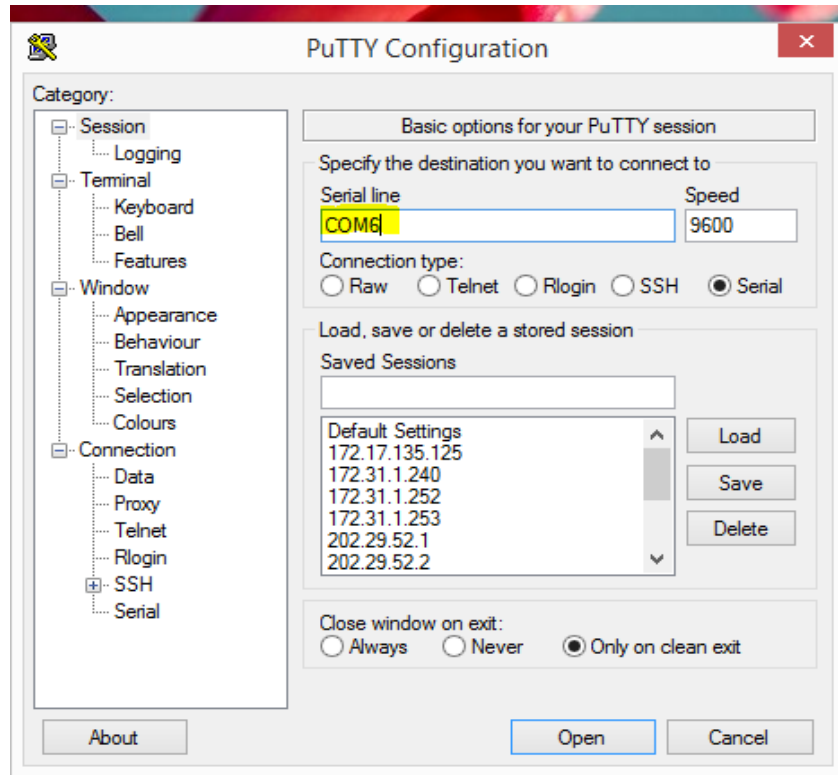 PuTTY Configuration
Category:
Session
Logging
Terminal
Keyboard
Bell
Features
Window
Appearance
Behaviour
Translation
Selection
Colours
Connection
Data
Proxy
Telnet
Rlogin
SSH
Serial
Basic options for your PuTTY session
Specify the destination you want to connect to
Serial line Speed
COM6 9600
Connection type:
Raw Telnet Rlogin SSH Serial
Load, save or delete a stored session
Saved Sessions
Default Settings
172.17.135.125
172.31.1.240
172.31.1.252
172.31.1.253
202.29.52.1
202.29.52.2
Load
Save
Delete
Close window on exit:
Always Never Only on clean exit
About Open Cancel